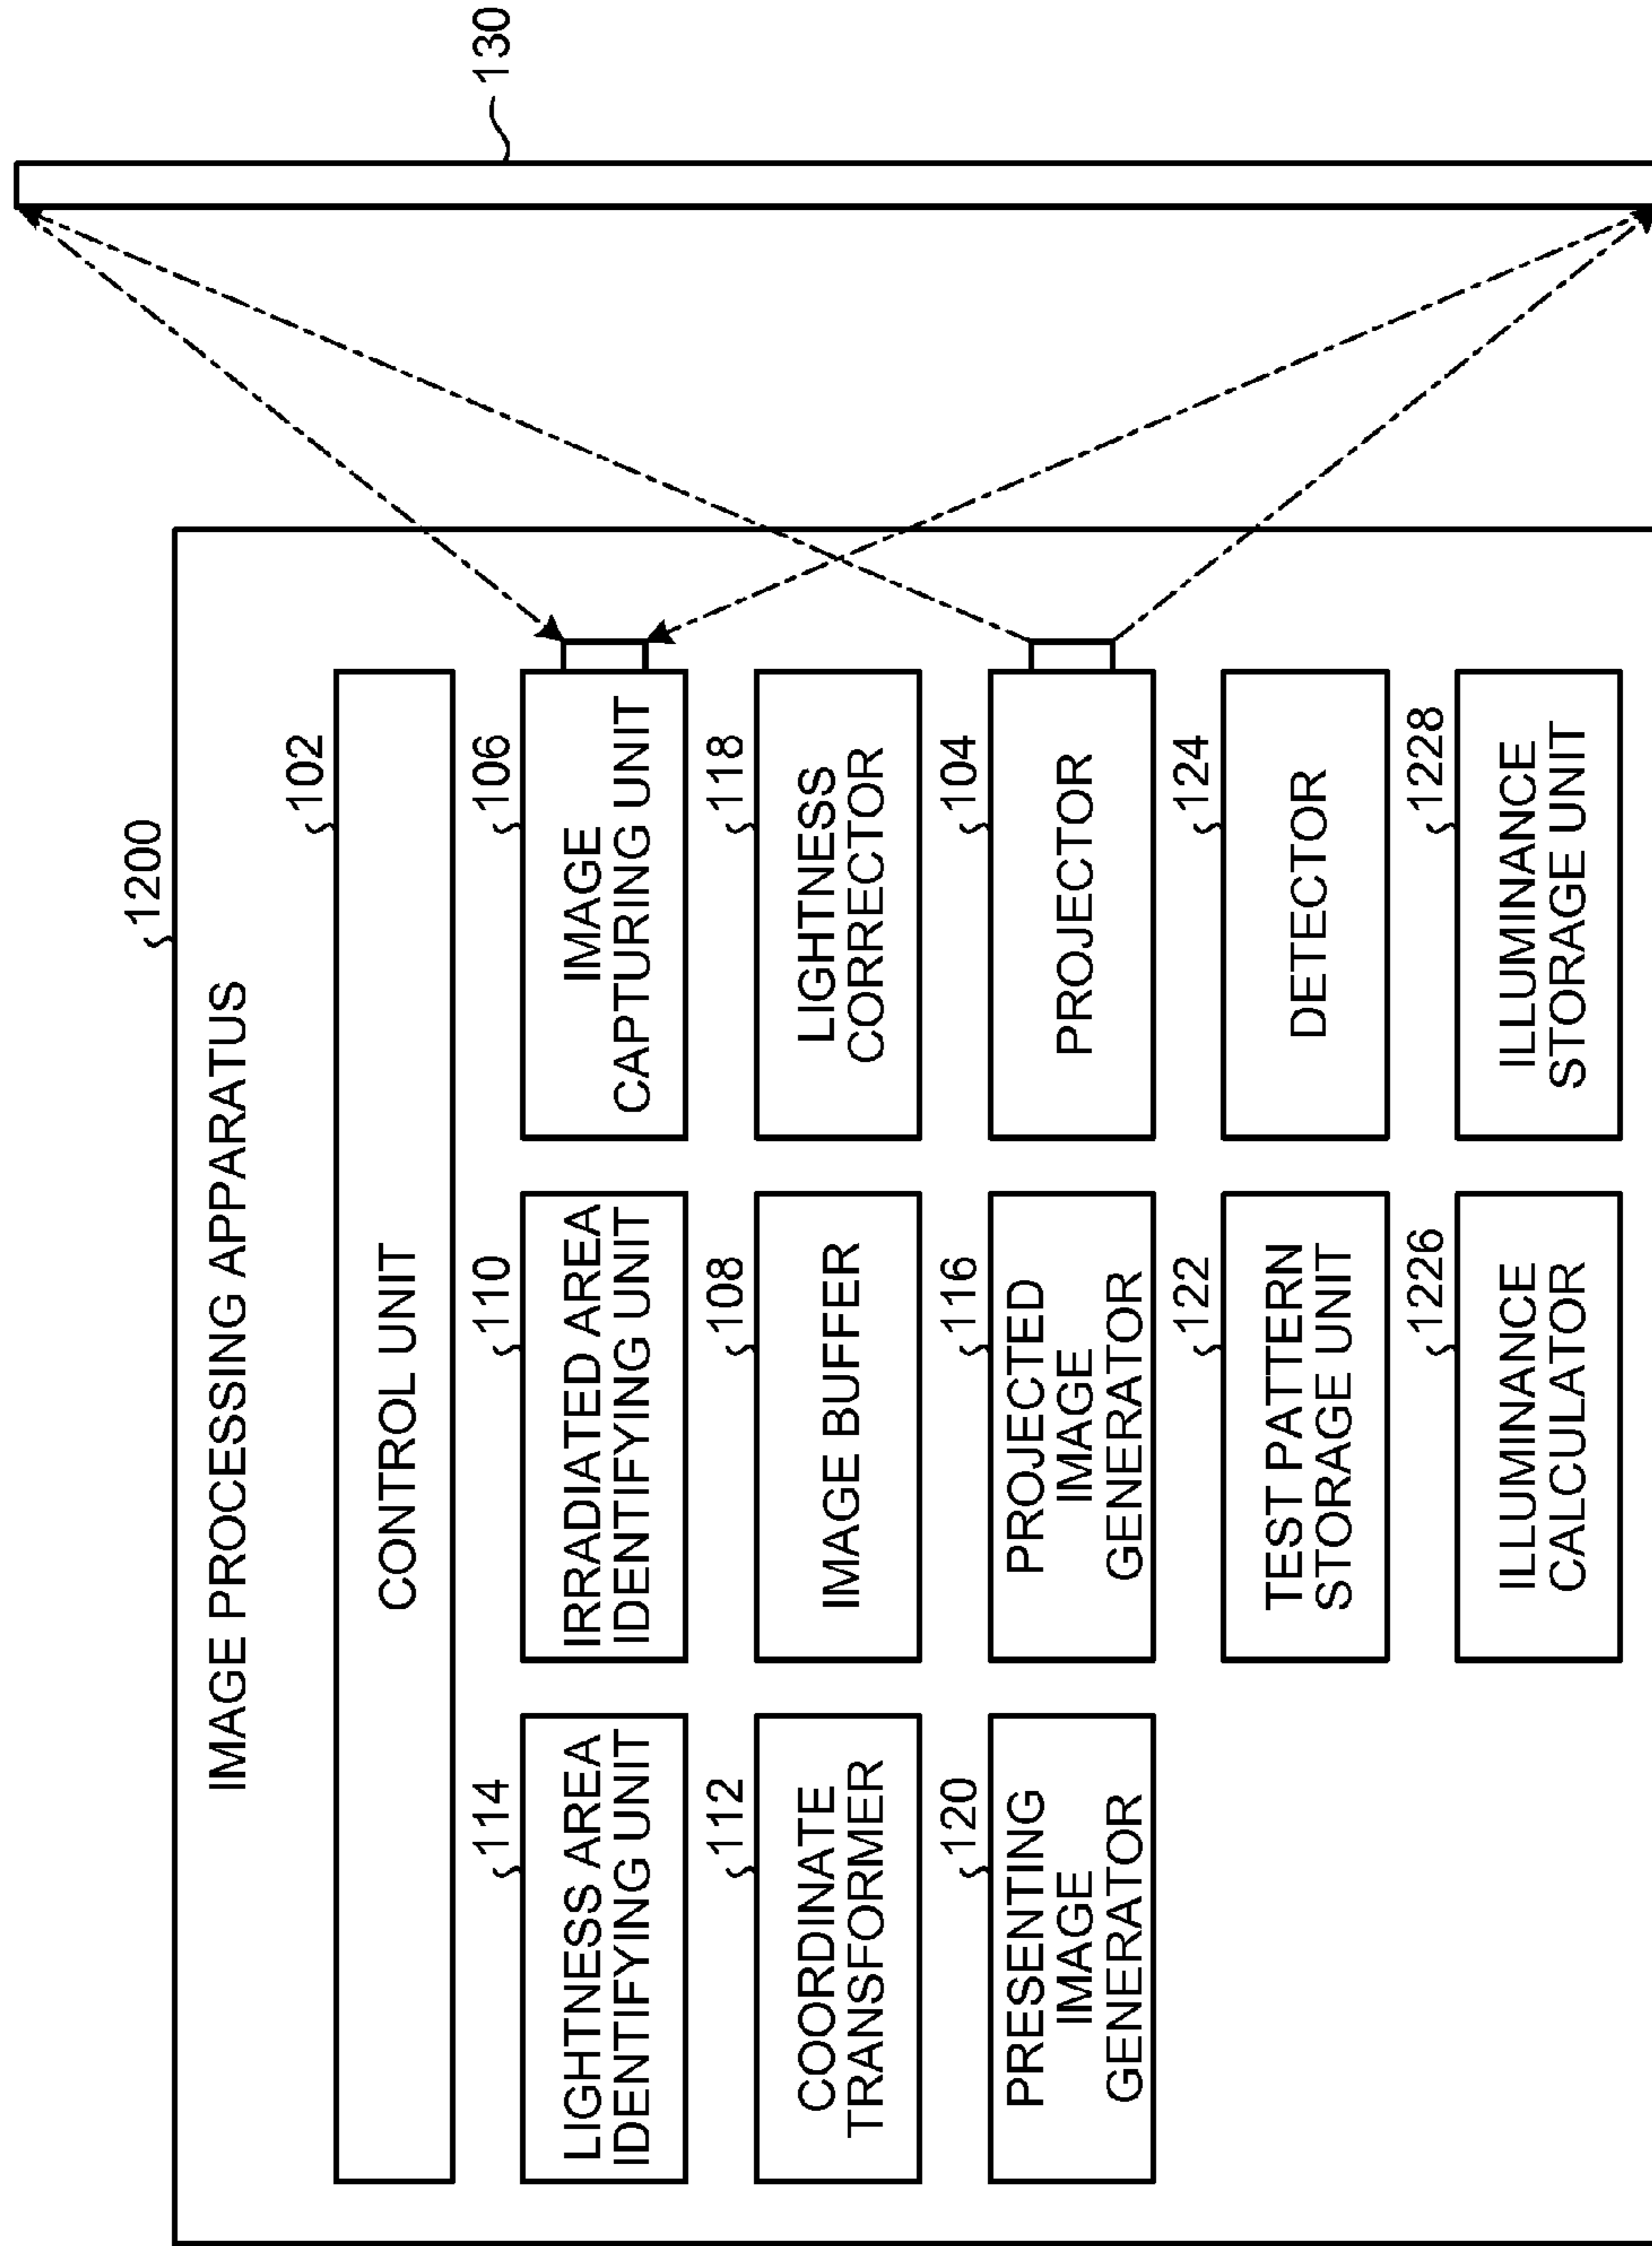 1200
IMAGE PROCESSING APPARATUS
130
102
CONTROL UNIT
114
LIGHTNESS AREA
IDENTIFYING UNIT
110
IRRADIATED AREA
IDENTIFYING UNIT
106
IMAGE
CAPTURING UNIT
112
COORDINATE
TRANSFORMER
108
IMAGE BUFFER
118
LIGHTNESS
CORRECTOR
120
PRESENTING
IMAGE
GENERATOR
116
PROJECTED
IMAGE
GENERATOR
104
PROJECTOR
122
TEST PATTERN
STORAGE UNIT
124
DETECTOR
1226
ILLUMINANCE
CALCULATOR
1228
ILLUMINANCE
STORAGE UNIT